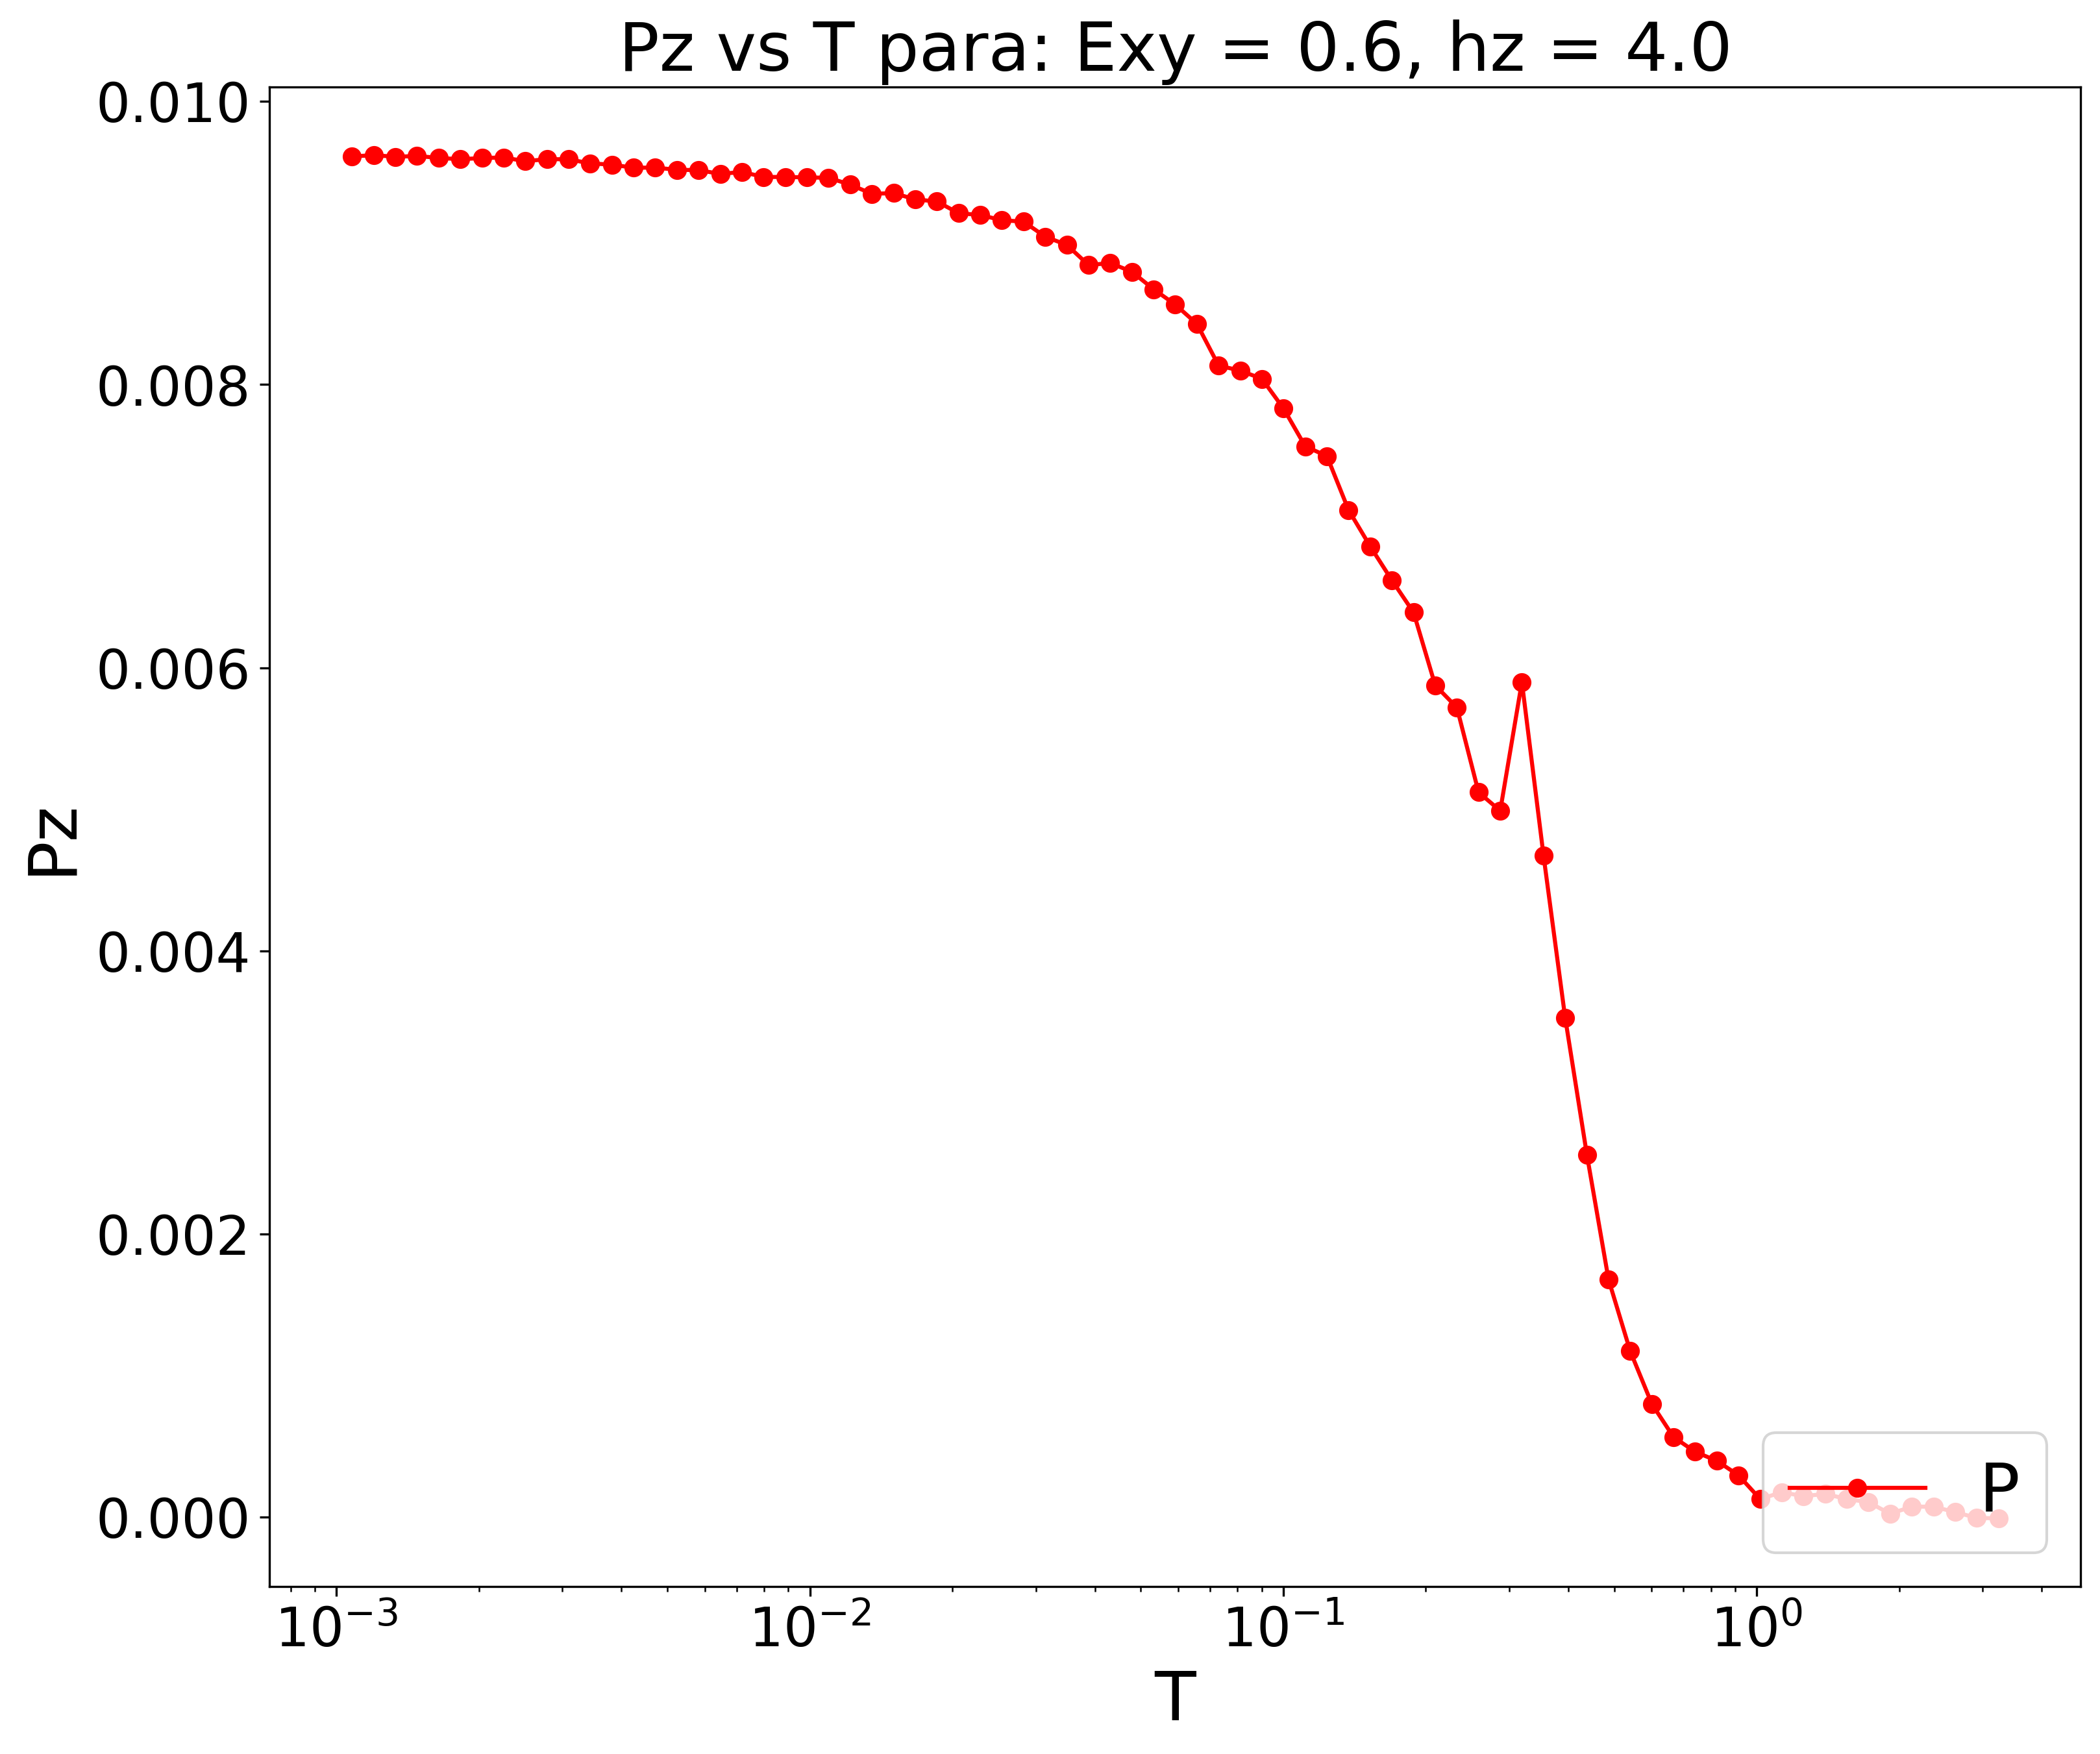 Pz vs T para: Exy = 0.6, hz = 4.0
0.010
0.008
0.006
0.004
0.002
0.000
Pz
P
10⁻³ 10⁻² 10⁻¹ 10⁰
T